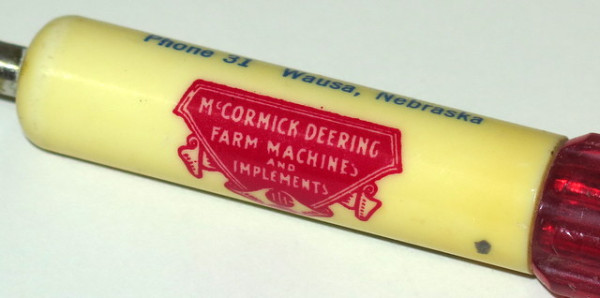 Phone 31 Wausa, Nebraska
McCORMICK-DEERING
FARM MACHINES
AND
IMPLEMENTS